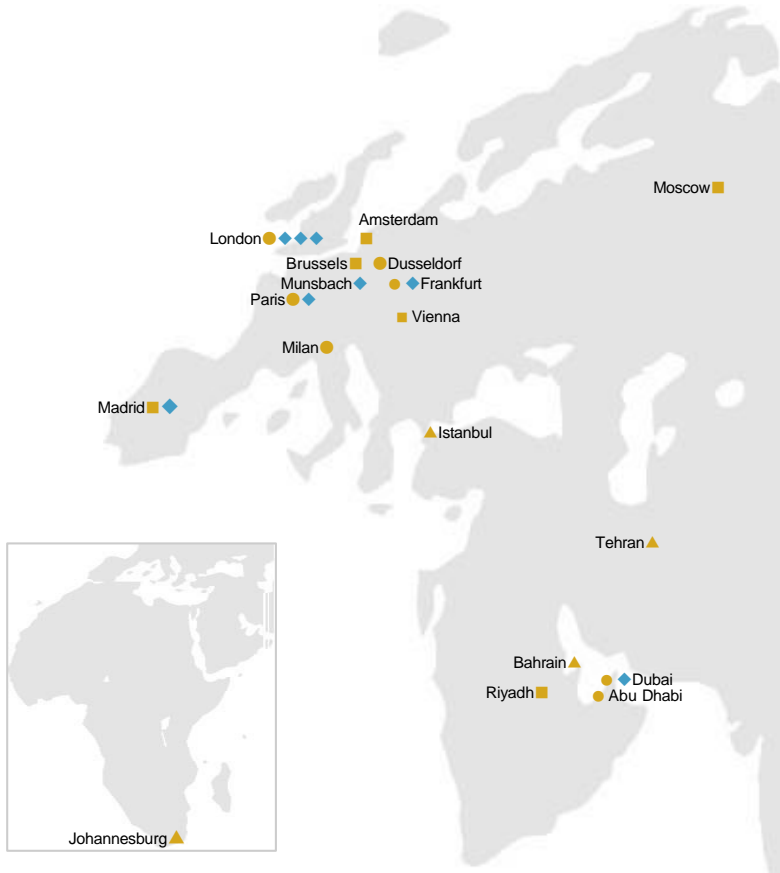 Moscow
Amsterdam
London
Brussels
Dusseldorf
Munsbach
Frankfurt
Paris
Vienna
Milan
Madrid
Istanbul
Tehran
Bahrain
Dubai
Riyadh
Abu Dhabi
Johannesburg